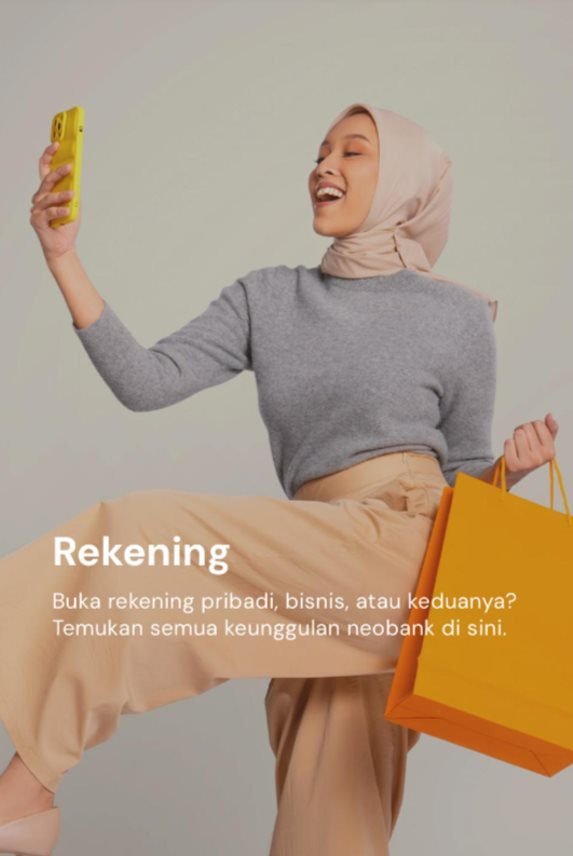 Rekening
Buka rekening pribadi, bisnis, atau keduanya?
Temukan semua keunggulan neobank di sini.